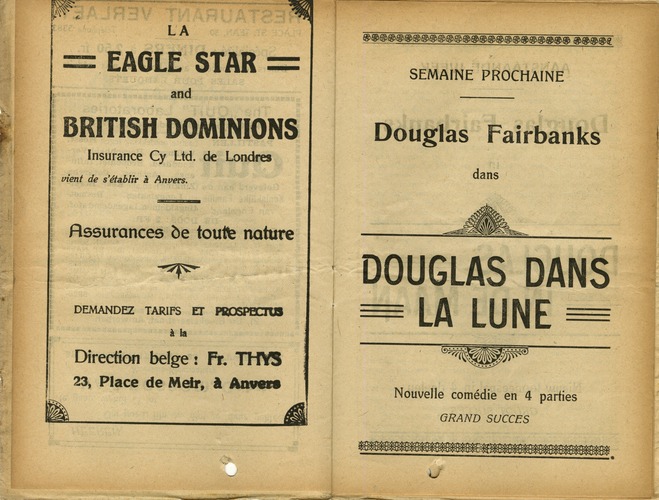 LA
EAGLE STAR
and
BRITISH DOMINIONS
Insurance Cy Ltd. de Londres
vient de s'établir à Anvers.
Assurances de toute nature
DEMANDEZ TARIFS ET PROSPECTUS
à la
Direction belge : Fr. THYS
23, Place de Meir, à Anvers
SEMAINE PROCHAINE
Douglas Fairbanks
dans
DOUGLAS DANS
LA LUNE
Nouvelle comédie en 4 parties
GRAND SUCCES